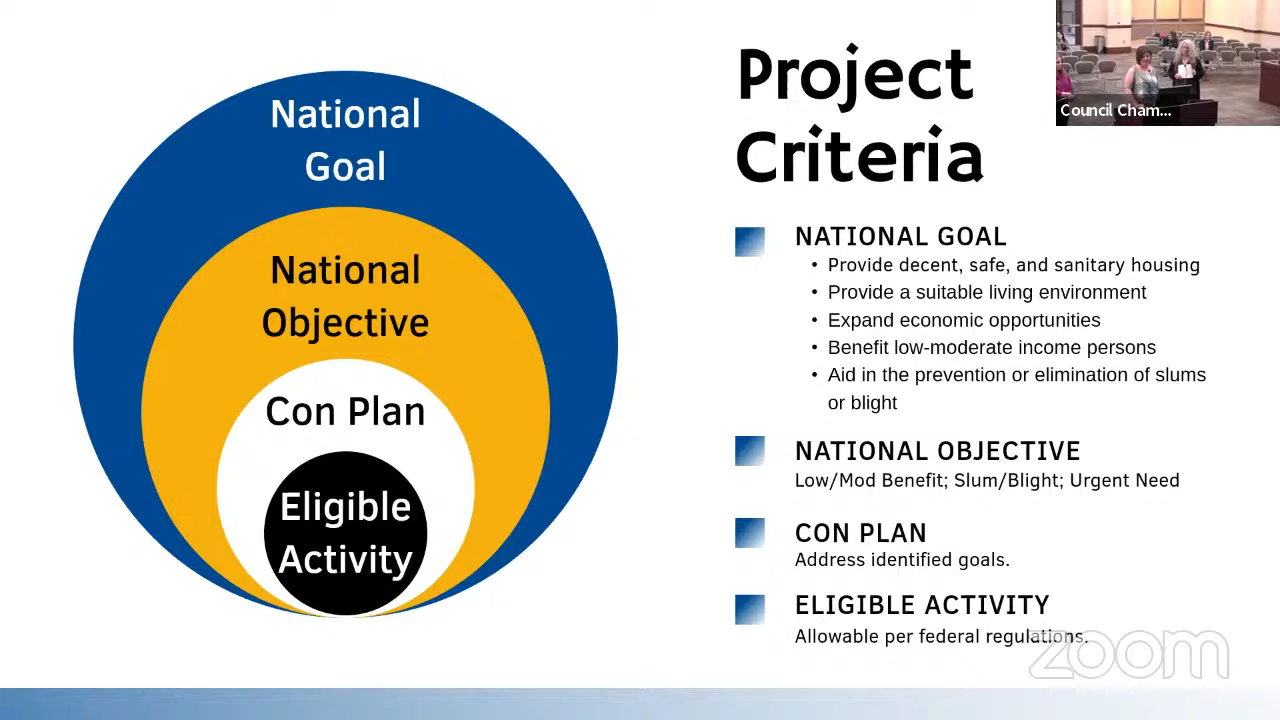 National
Goal
National
Objective
Con Plan
Eligible
Activity
Project
Criteria
Council Cham...
NATIONAL GOAL
• Provide decent, safe, and sanitary housing
• Provide a suitable living environment
• Expand economic opportunities
• Benefit low-moderate income persons
• Aid in the prevention or elimination of slums
or blight
NATIONAL OBJECTIVE
Low/Mod Benefit; Slum/Blight; Urgent Need
CON PLAN
Address identified goals.
ELIGIBLE ACTIVITY
Allowable per federal regulations.
zoom